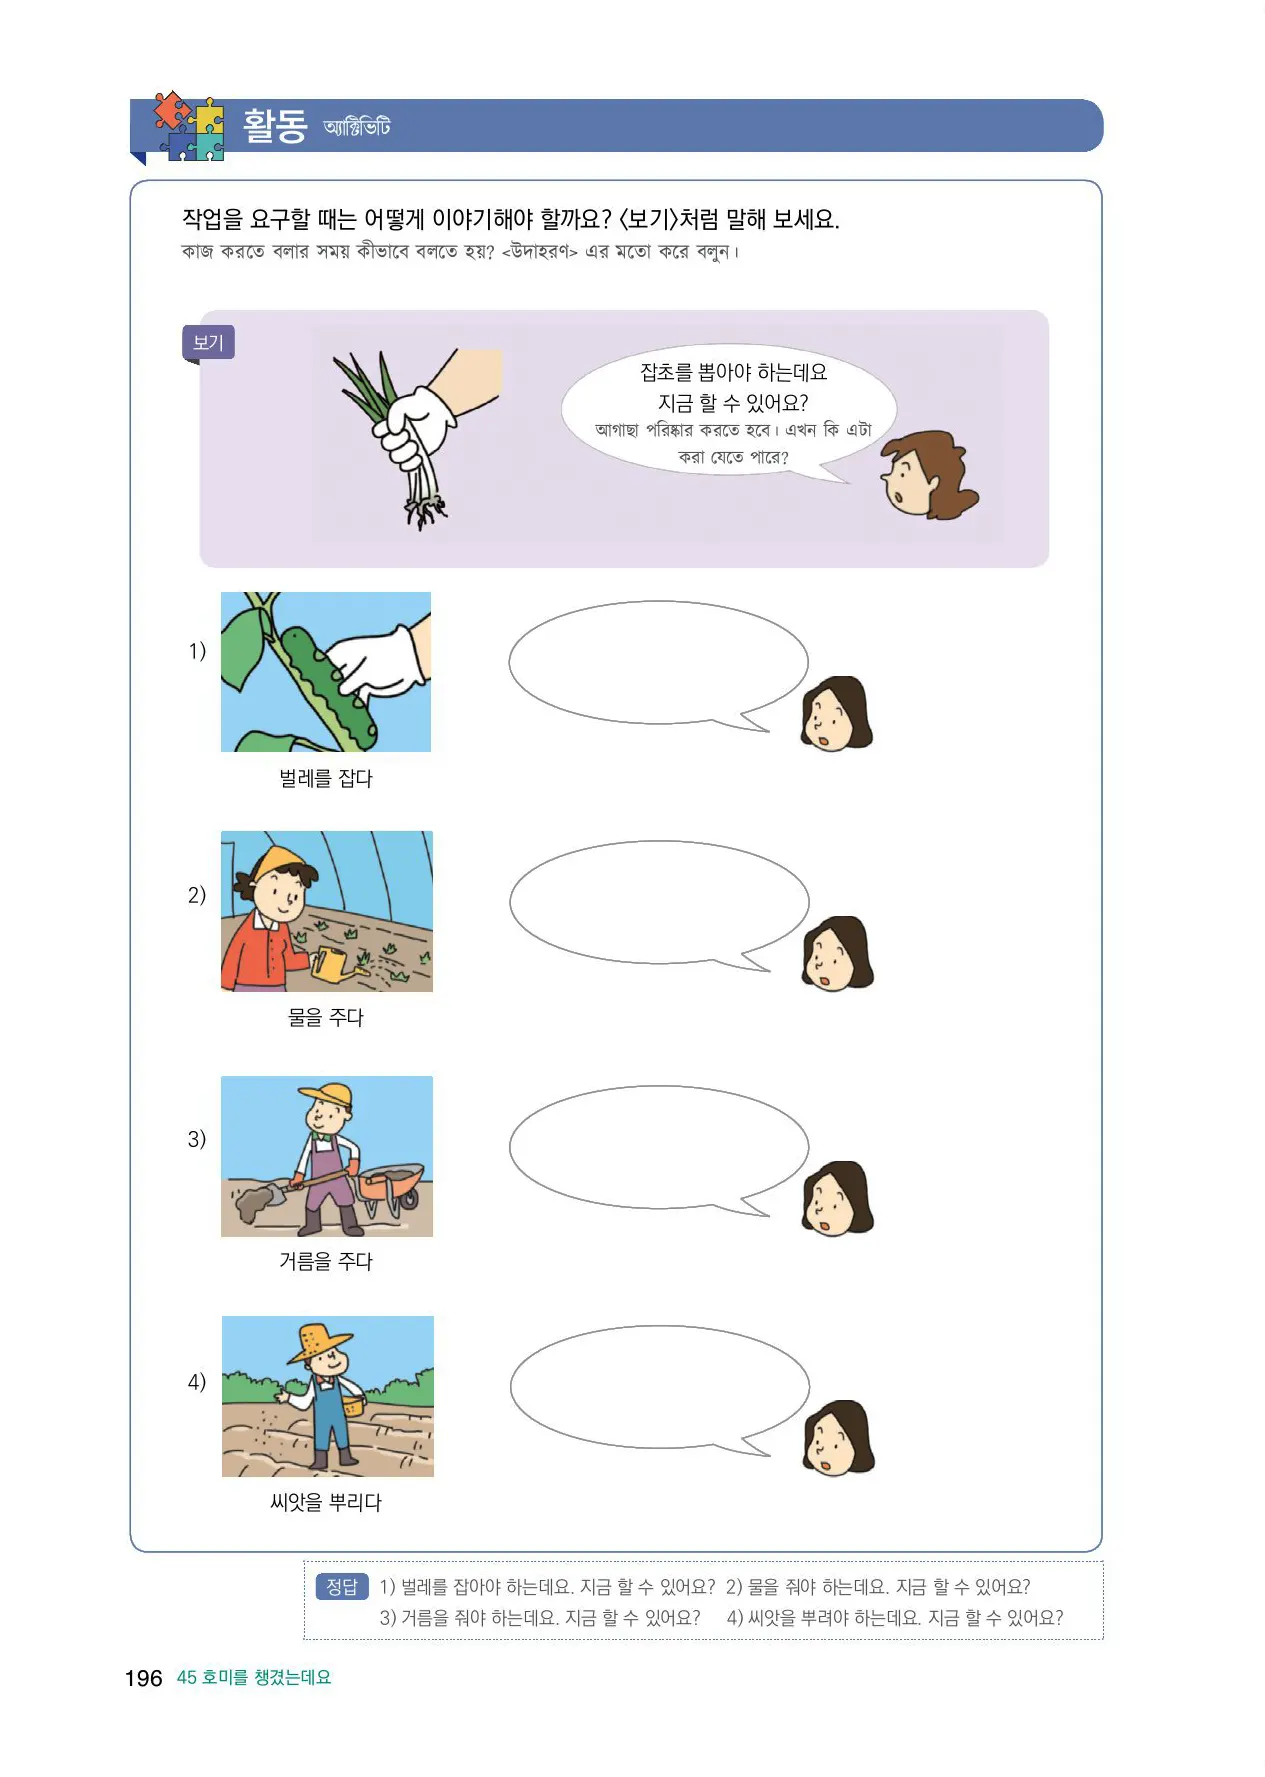 활동 অ্যাক্টিভিটি
작업을 요구할 때는 어떻게 이야기해야 할까요? 〈보기〉처럼 말해 보세요.
কাজ করতে বলার সময় কীভাবে বলতে হয়? <উদাহরণ> এর মতো করে বলুন।
보기
잡초를 뽑아야 하는데요
지금 할 수 있어요?
আগাছা পরিষ্কার করতে হবে। এখন কি এটা
করা যেতে পারে?
1)
벌레를 잡다
2)
물을 주다
3)
거름을 주다
4)
씨앗을 뿌리다
정답 1) 벌레를 잡아야 하는데요. 지금 할 수 있어요? 2) 물을 줘야 하는데요. 지금 할 수 있어요?
3) 거름을 줘야 하는데요. 지금 할 수 있어요? 4) 씨앗을 뿌려야 하는데요. 지금 할 수 있어요?
196 45 호미를 챙겼는데요